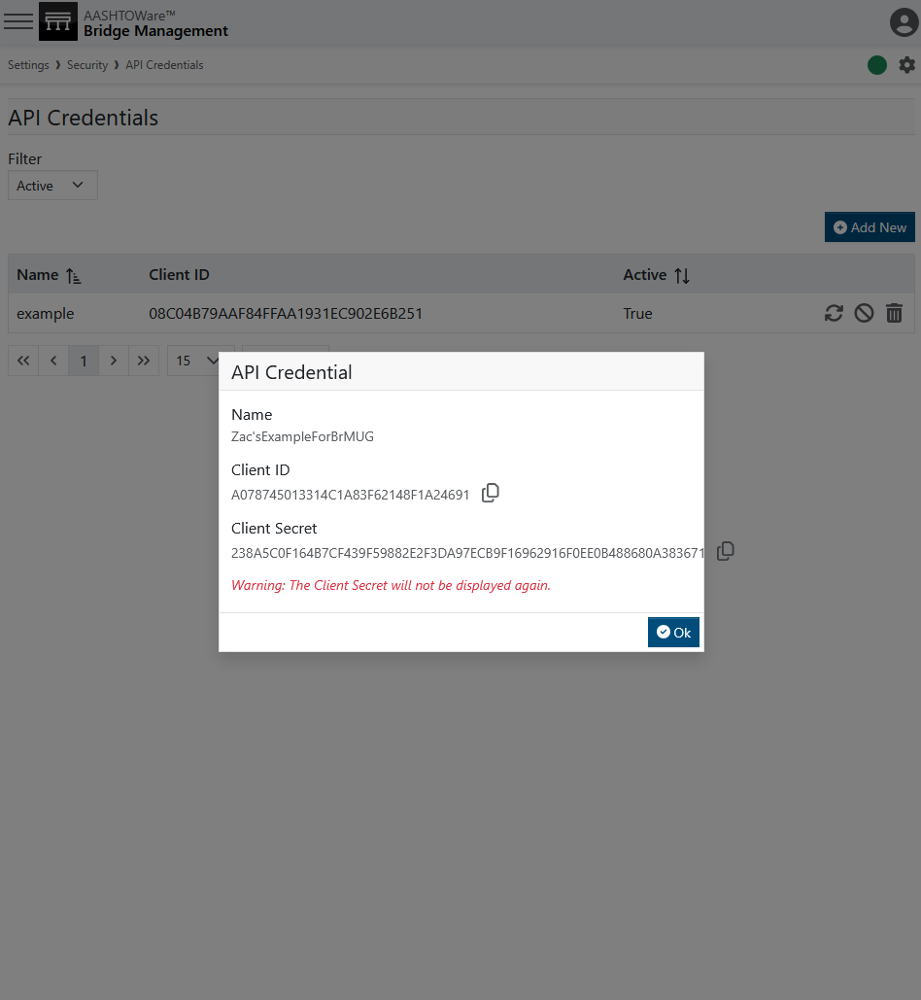 AASHTOWare™
Bridge Management
Settings › Security › API Credentials
API Credentials
Filter
Active
Add New
Name Client ID Active
example 08C04B79AAF84FFAA1931EC902E6B251 True
« ‹ 1 › » 15
API Credential
Name
Zac'sExampleForBrMUG
Client ID
A078745013314C1A83F62148F1A24691
Client Secret
238A5C0F164B7CF439F59882E2F3DA97ECB9F16962916F0EE0B488680A383671
Warning: The Client Secret will not be displayed again.
Ok